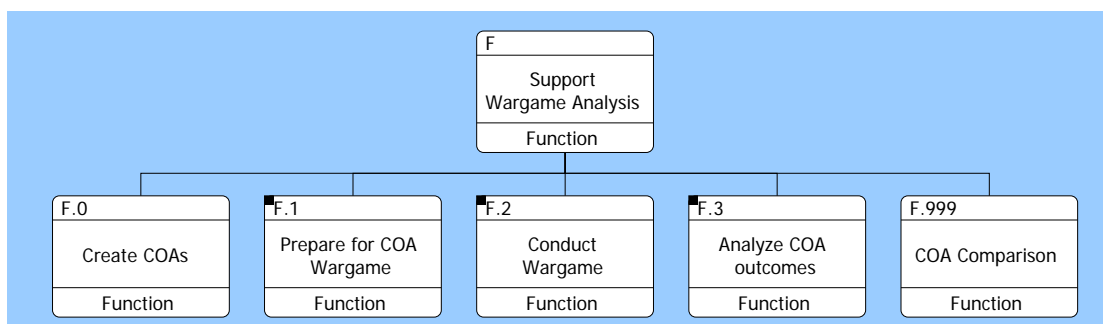 F
Support
Wargame Analysis
Function
F.0
Create COAs
Function
F.1
Prepare for COA
Wargame
Function
F.2
Conduct
Wargame
Function
F.3
Analyze COA
outcomes
Function
F.999
COA Comparison
Function